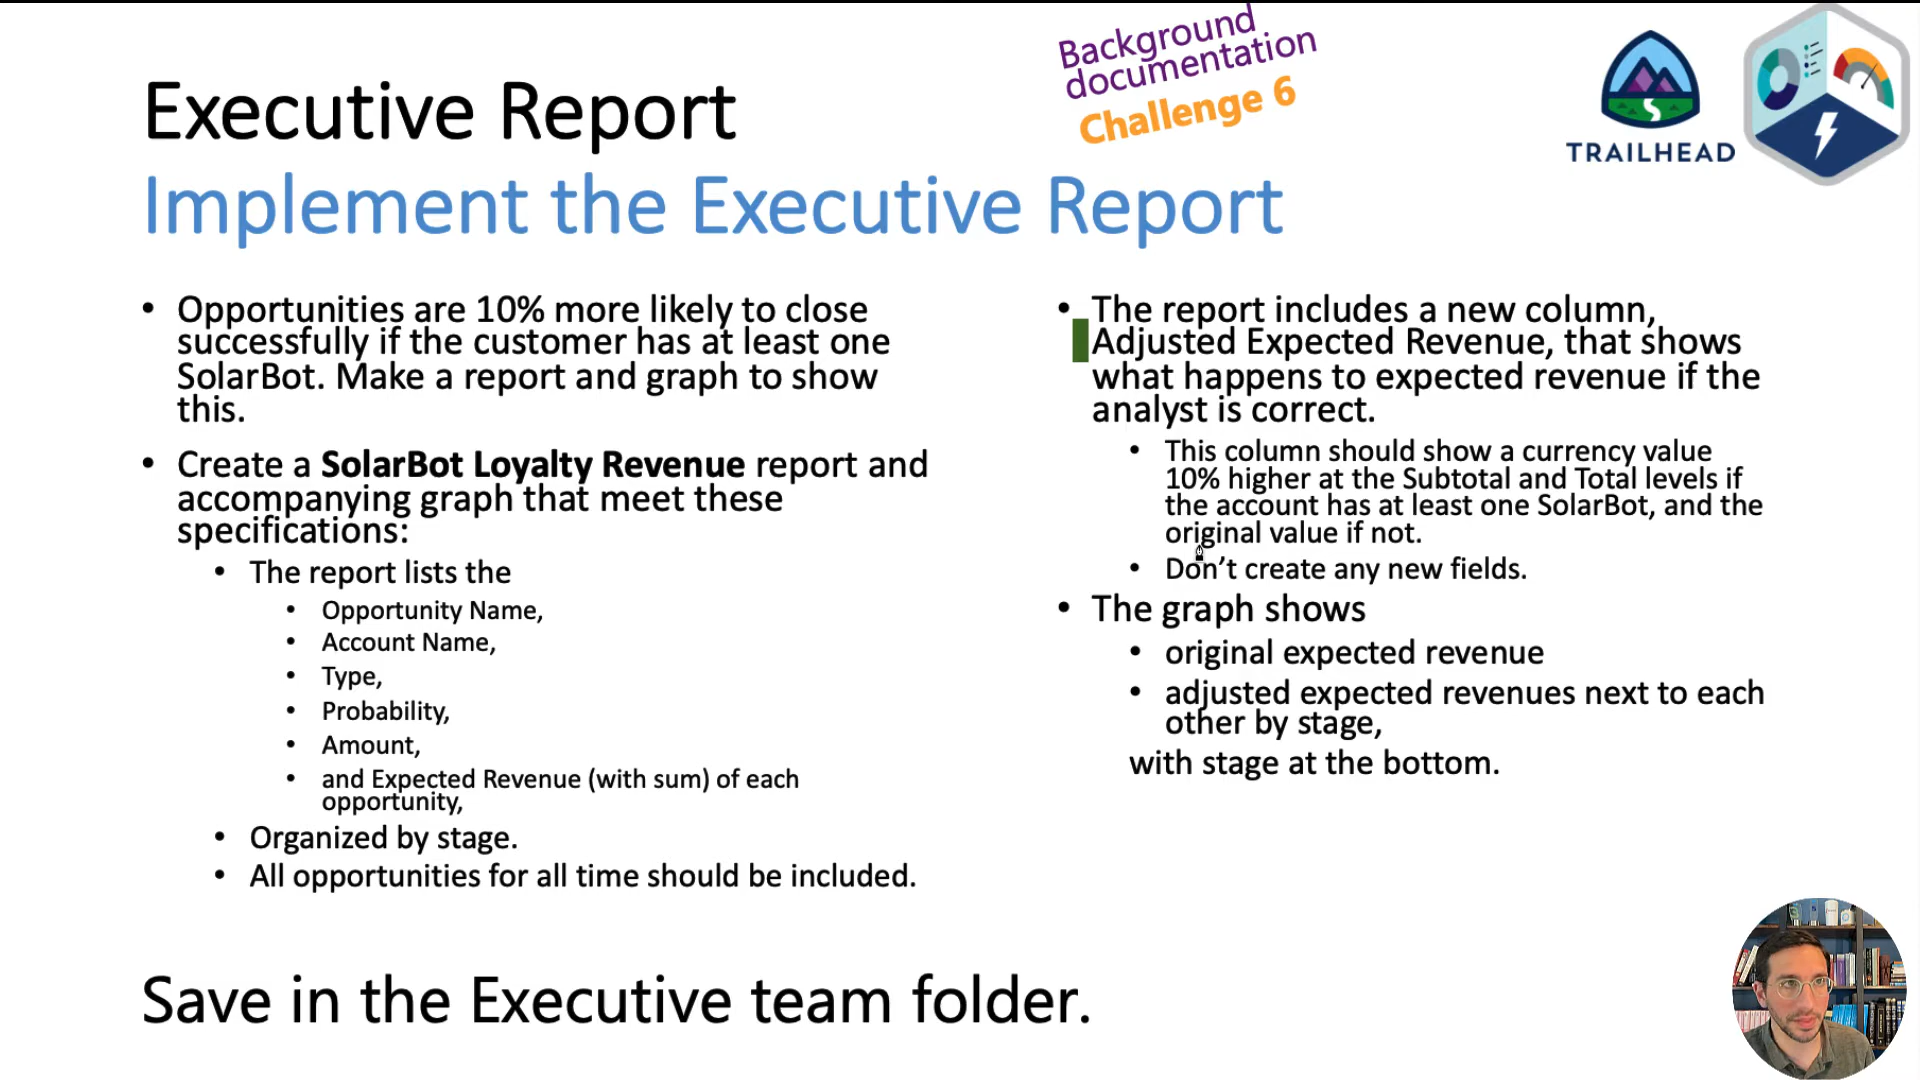 Background
documentation
Challenge 6
TRAILHEAD
Executive Report
Implement the Executive Report
• Opportunities are 10% more likely to close
successfully if the customer has at least one
SolarBot. Make a report and graph to show
this.
• Create a SolarBot Loyalty Revenue report and
accompanying graph that meet these
specifications:
• The report lists the
• Opportunity Name,
• Account Name,
• Type,
• Probability,
• Amount,
• and Expected Revenue (with sum) of each
opportunity,
• Organized by stage.
• All opportunities for all time should be included.
• The report includes a new column,
Adjusted Expected Revenue, that shows
what happens to expected revenue if the
analyst is correct.
• This column should show a currency value
10% higher at the Subtotal and Total levels if
the account has at least one SolarBot, and the
original value if not.
• Don't create any new fields.
• The graph shows
• original expected revenue
• adjusted expected revenues next to each
other by stage,
with stage at the bottom.
Save in the Executive team folder.